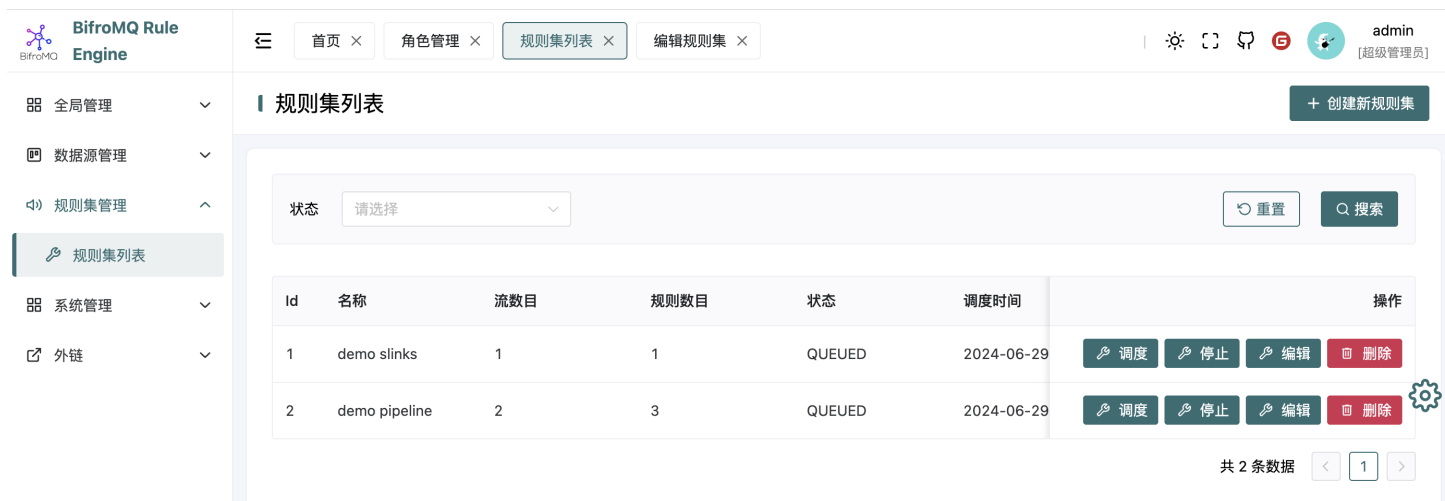 BifroMQ Rule Engine
BifroMQ
首页
角色管理
规则集列表
编辑规则集
admin
[超级管理员]
全局管理
数据源管理
规则集管理
规则集列表
系统管理
外链
规则集列表
创建新规则集
状态 请选择 重置 搜索
Id 名称 流数目 规则数目 状态 调度时间 操作
1 demo slinks 1 1 QUEUED 2024-06-29 调度 停止 编辑 删除
2 demo pipeline 2 3 QUEUED 2024-06-29 调度 停止 编辑 删除
共 2 条数据 1